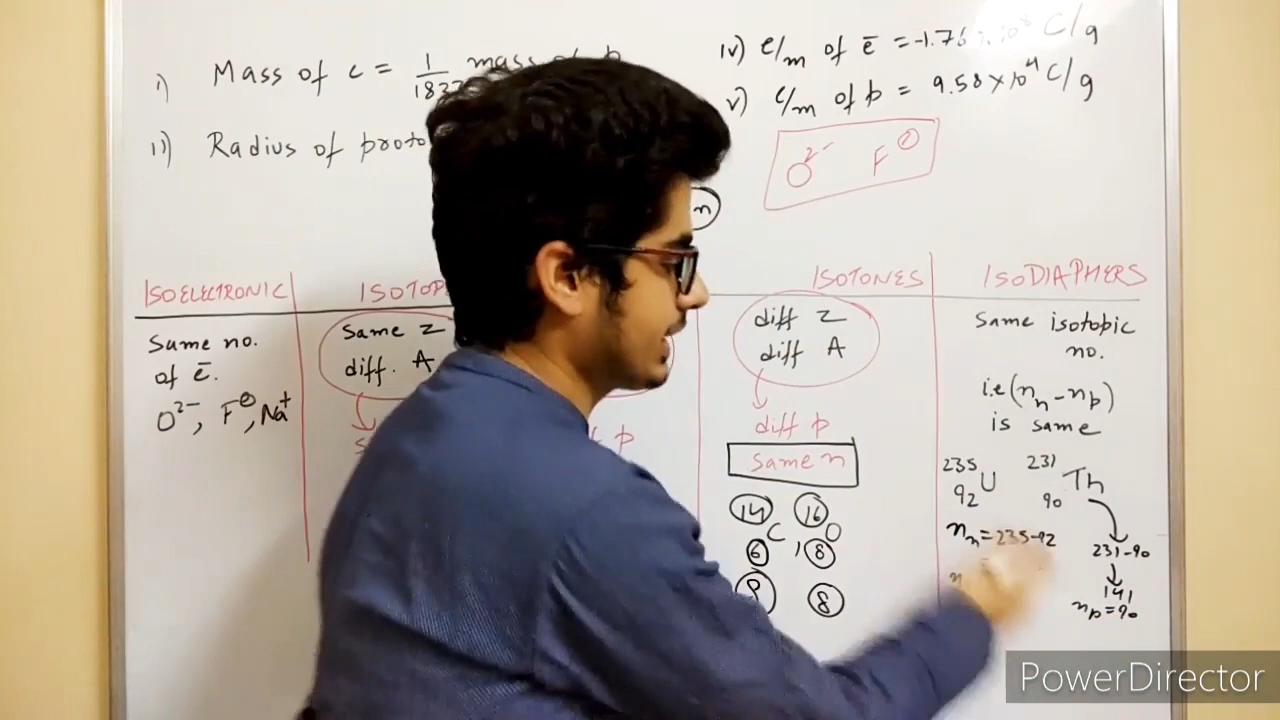 i) Mass of e = 1/183
ii) Radius of proto
iv) e/m of ē = -1.76 × 10⁸ C/g
v) e/m of p = 9.58 × 10⁴ C/g
O²⁻ F⊖
n
ISOELECTRONIC
Same no.
of ē.
O²⁻, F⊖, Na⁺
ISOTOP
Same Z
diff. A
p
ISOTONES
diff Z
diff A
diff p
same n
14 16
C , O
6 8
8 8
ISODIAPHERS
Same isotopic
no.
i.e (nₙ - nₚ)
is same
235 231
U Th
92 90
nₙ = 235-92
231-90
141
nₚ = 90
PowerDirector